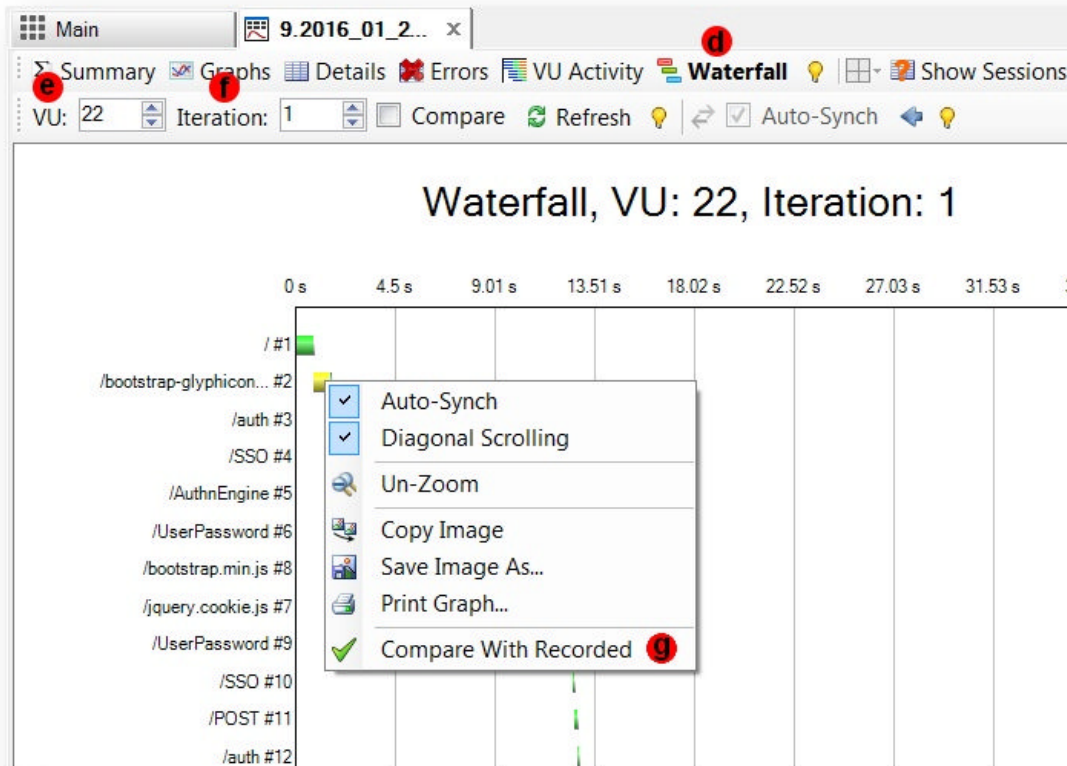 Main
9.2016_01_2... x
d
Σ Summary Graphs Details Errors VU Activity Waterfall Show Sessions
e f
VU: 22 Iteration: 1 Compare Refresh Auto-Synch
Waterfall, VU: 22, Iteration: 1
0 s 4.5 s 9.01 s 13.51 s 18.02 s 22.52 s 27.03 s 31.53 s
/ #1
/bootstrap-glyphicon... #2
/auth #3
/SSO #4
/AuthnEngine #5
/UserPassword #6
/bootstrap.min.js #8
/jquery.cookie.js #7
/UserPassword #9
/SSO #10
/POST #11
/auth #12
Auto-Synch
Diagonal Scrolling
Un-Zoom
Copy Image
Save Image As...
Print Graph...
Compare With Recorded g